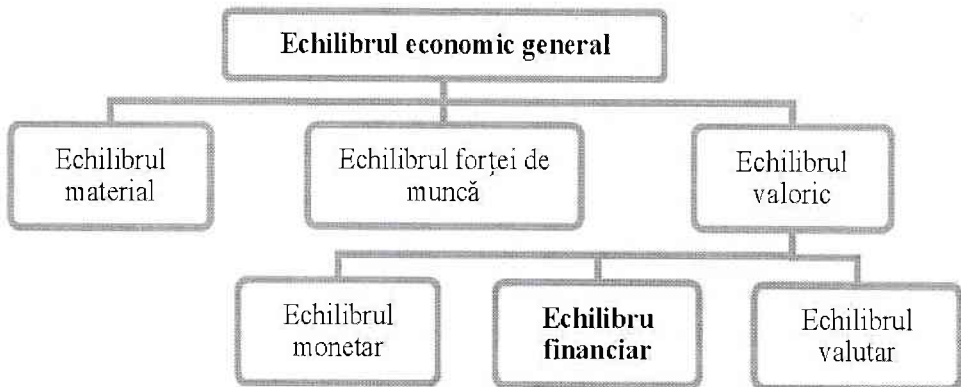 Echilibrul economic general
Echilibrul
material
Echilibrul forței de
muncă
Echilibrul
valoric
Echilibrul
monetar
Echilibru
financiar
Echilibrul
valutar